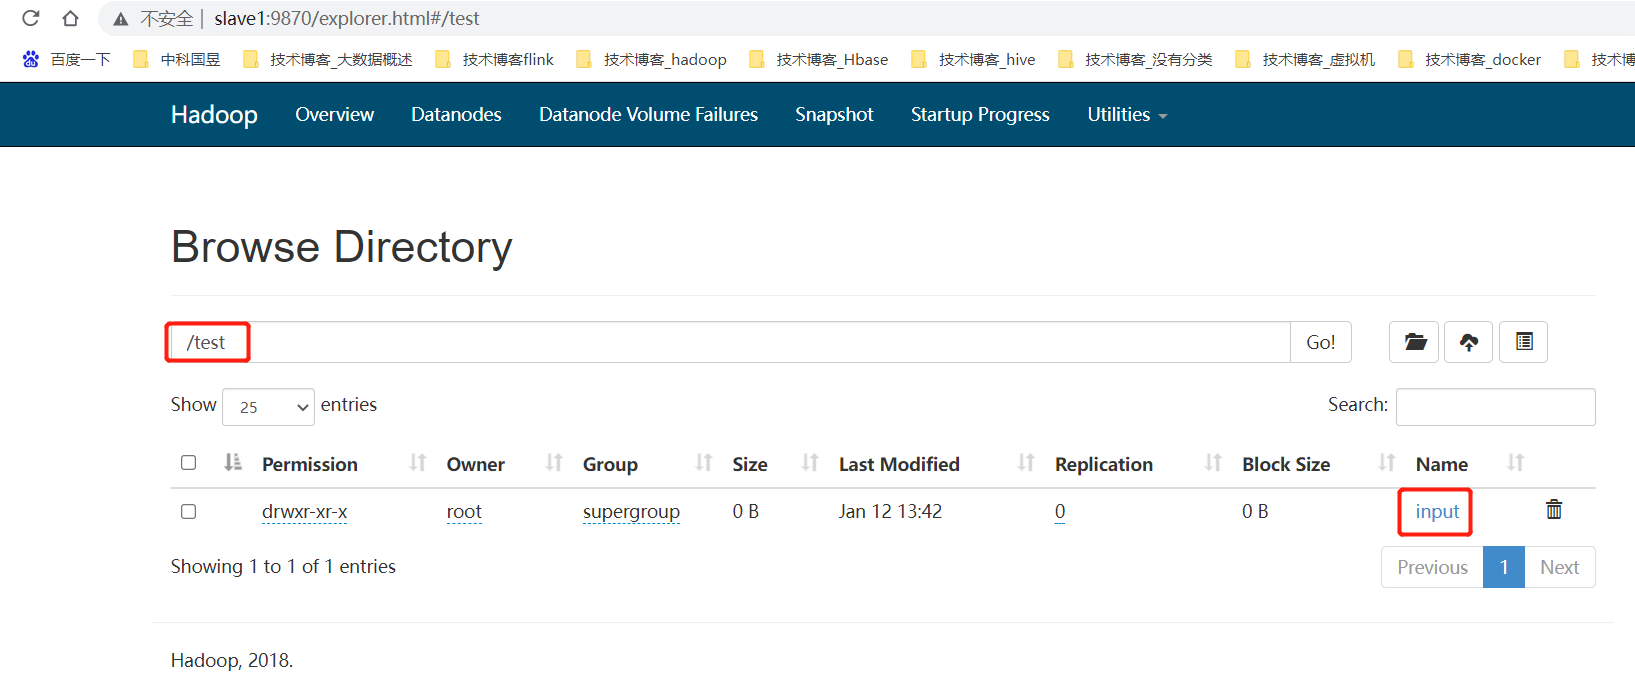 不安全 | slave1:9870/explorer.html#/test
百度一下 中科国昱 技术博客_大数据概述 技术博客flink 技术博客_hadoop 技术博客_Hbase 技术博客_hive 技术博客_没有分类 技术博客_虚拟机 技术博客_docker 技术博
Hadoop Overview Datanodes Datanode Volume Failures Snapshot Startup Progress Utilities
Browse Directory
/test Go!
Show 25 entries Search:
Permission Owner Group Size Last Modified Replication Block Size Name
drwxr-xr-x root supergroup 0 B Jan 12 13:42 0 0 B input
Showing 1 to 1 of 1 entries Previous 1 Next
Hadoop, 2018.